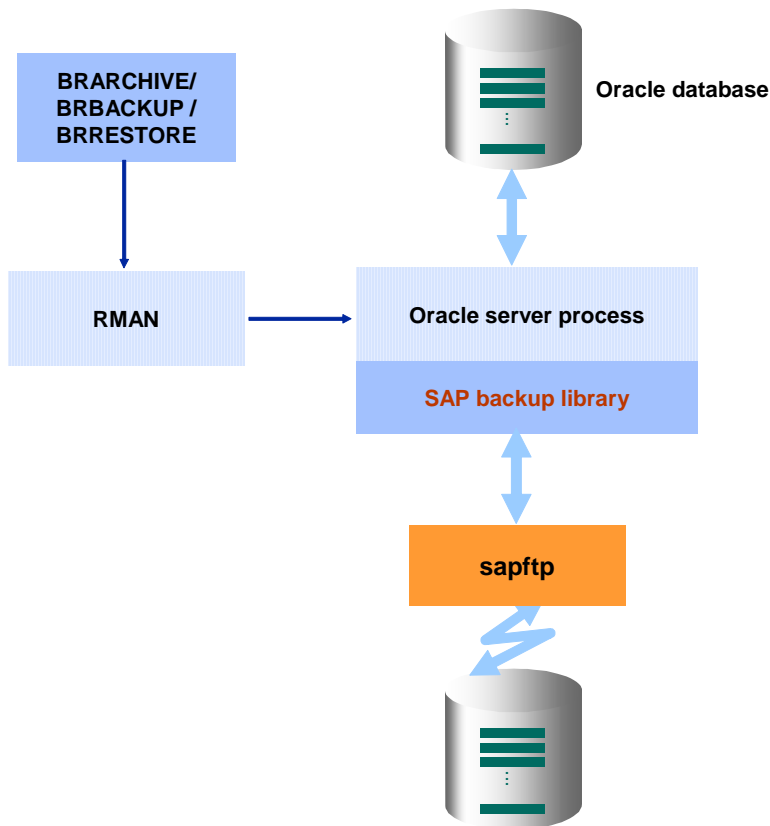 BRARCHIVE/
BRBACKUP /
BRRESTORE
Oracle database
RMAN
Oracle server process
SAP backup library
sapftp